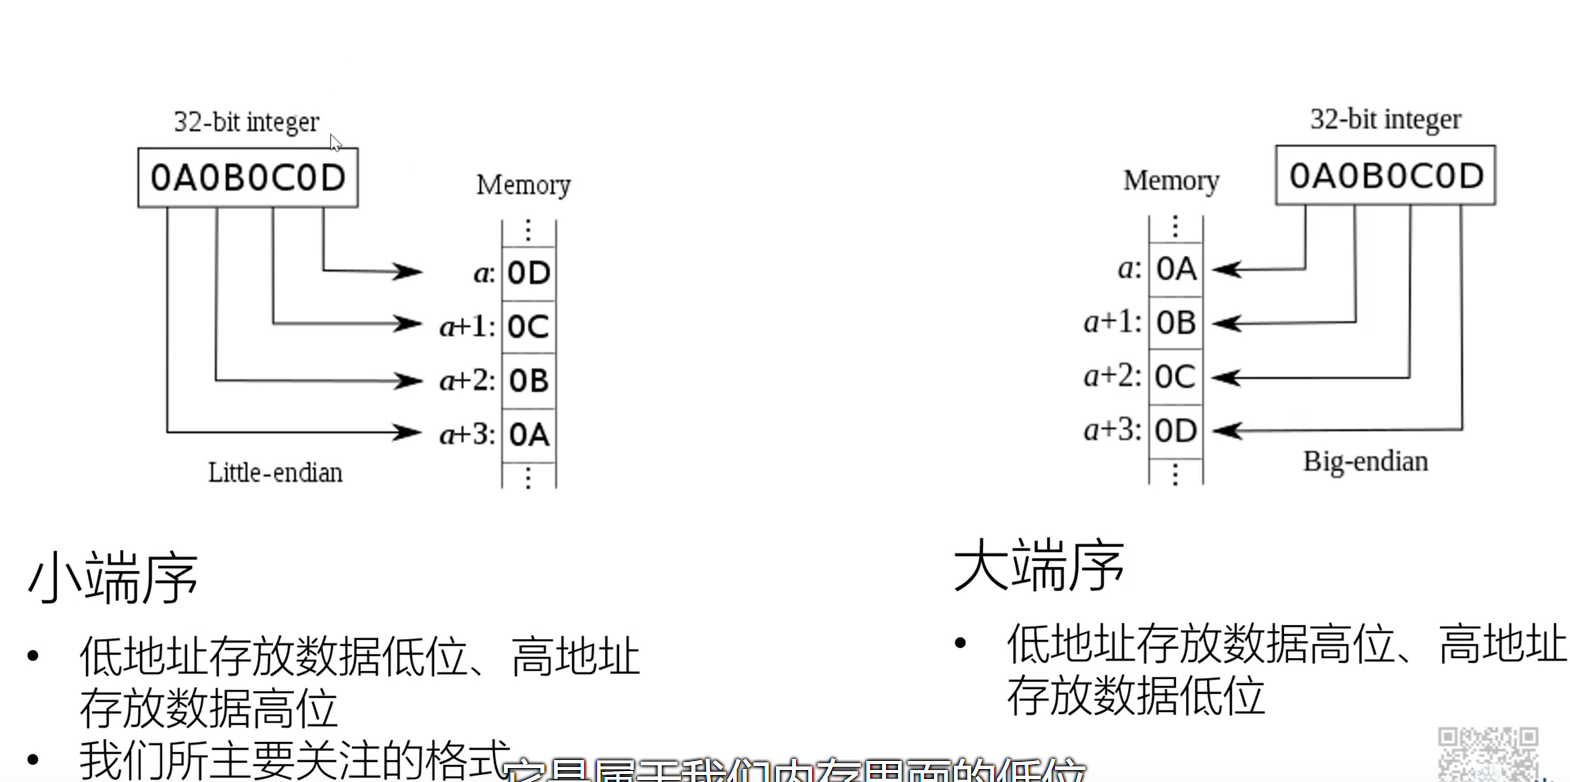 32-bit integer
0A0B0C0D
Memory
a: 0D
a+1: 0C
a+2: 0B
a+3: 0A
Little-endian
32-bit integer
0A0B0C0D
Memory
a: 0A
a+1: 0B
a+2: 0C
a+3: 0D
Big-endian
小端序
• 低地址存放数据低位、高地址
存放数据高位
• 我们所主要关注的格式
大端序
• 低地址存放数据高位、高地址
存放数据低位
它是属于我们内存里面的低位